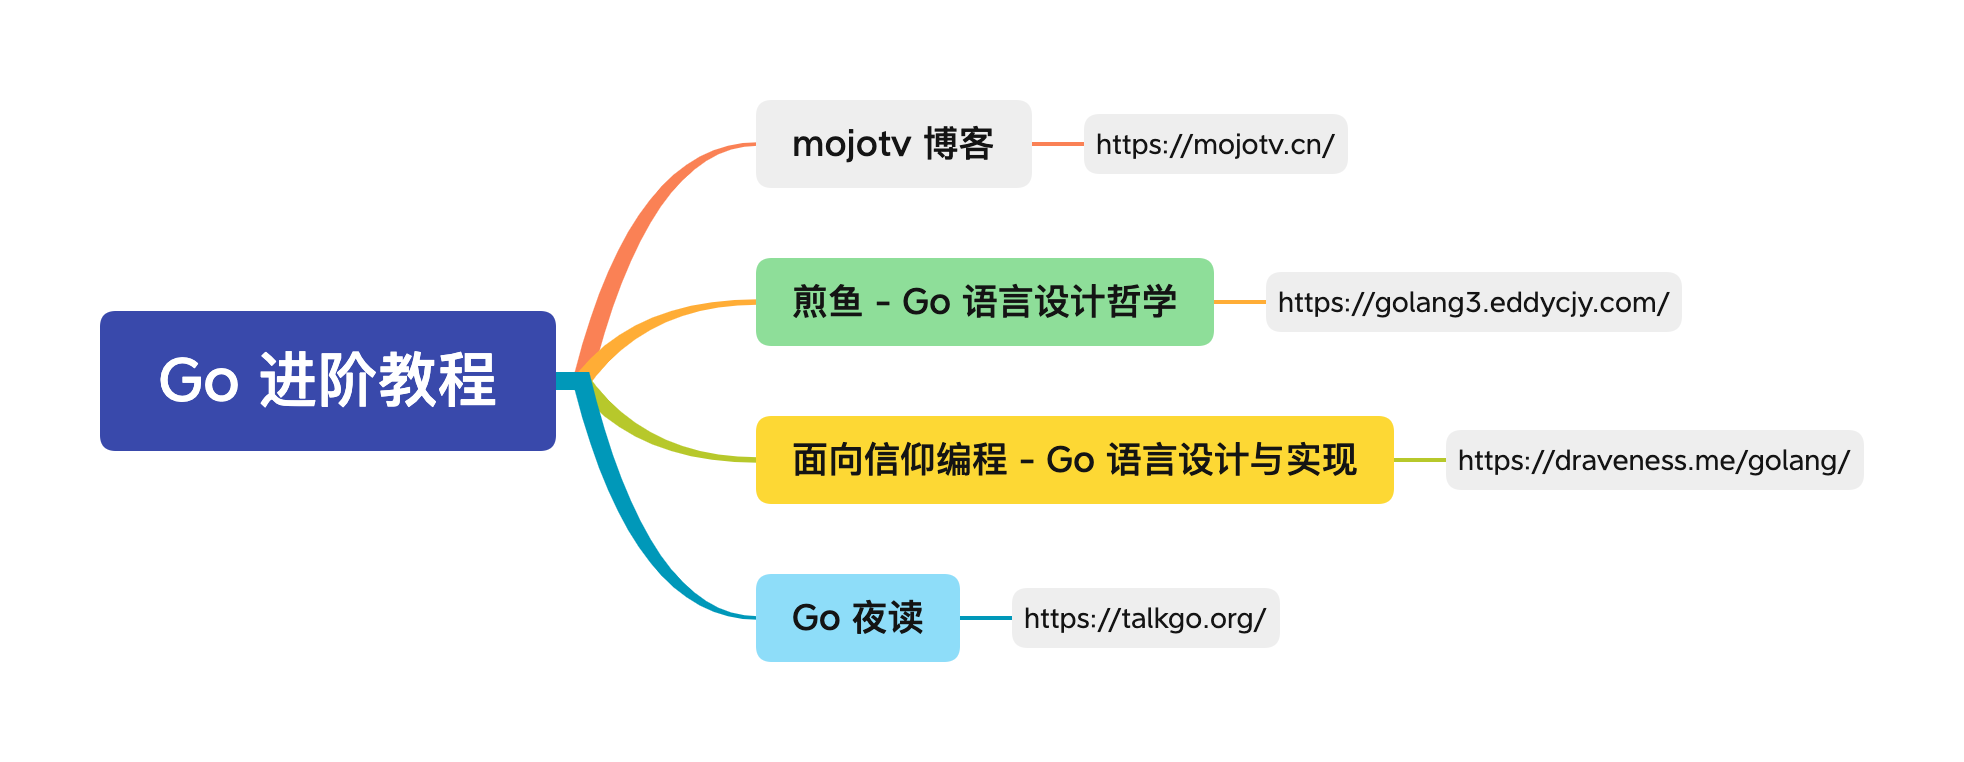 Go 进阶教程
mojotv 博客
https://mojotv.cn/
煎鱼 - Go 语言设计哲学
https://golang3.eddycjy.com/
面向信仰编程 - Go 语言设计与实现
https://draveness.me/golang/
Go 夜读
https://talkgo.org/